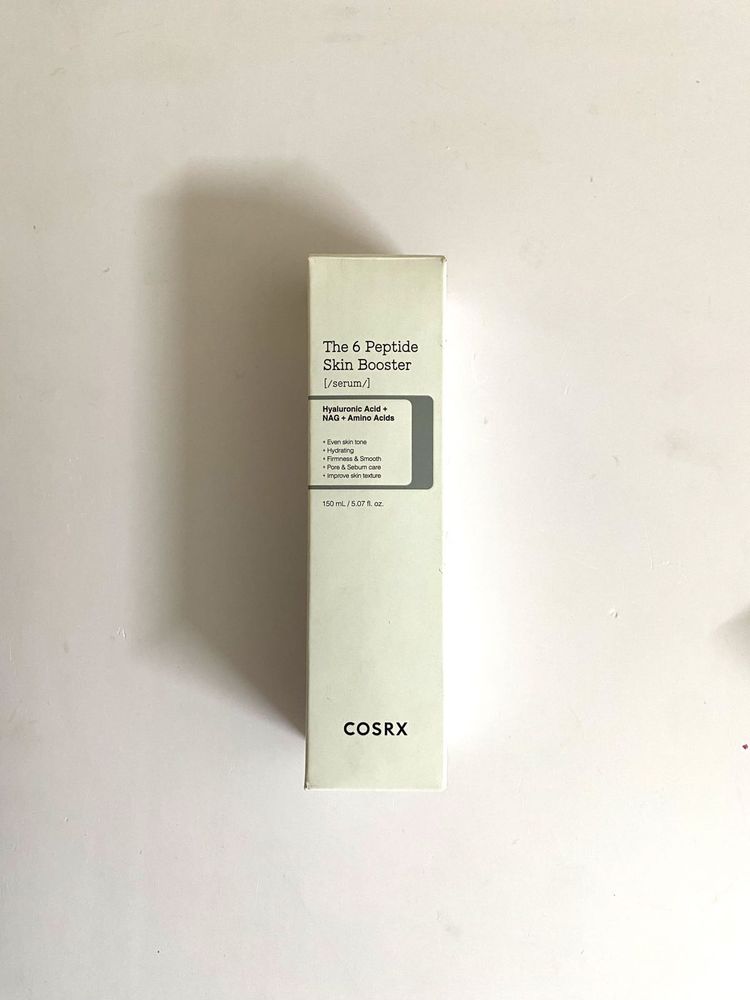 The 6 Peptide
Skin Booster
[/serum/]
Hyaluronic Acid +
NAG + Amino Acids
• Even skin tone
• Hydrating
• Firmness & Smooth
• Pore & Sebum care
• Improve skin texture
150 mL / 5.07 fl. oz.
COSRX